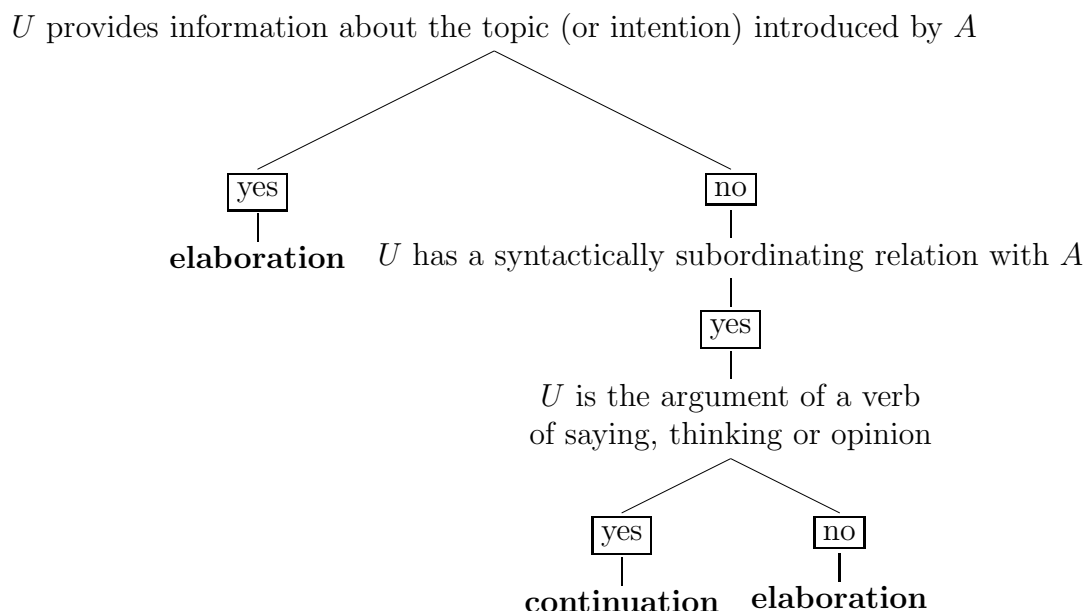 U provides information about the topic (or intention) introduced by A
yes
no
elaboration
U has a syntactically subordinating relation with A
yes
U is the argument of a verb
of saying, thinking or opinion
yes
no
continuation
elaboration